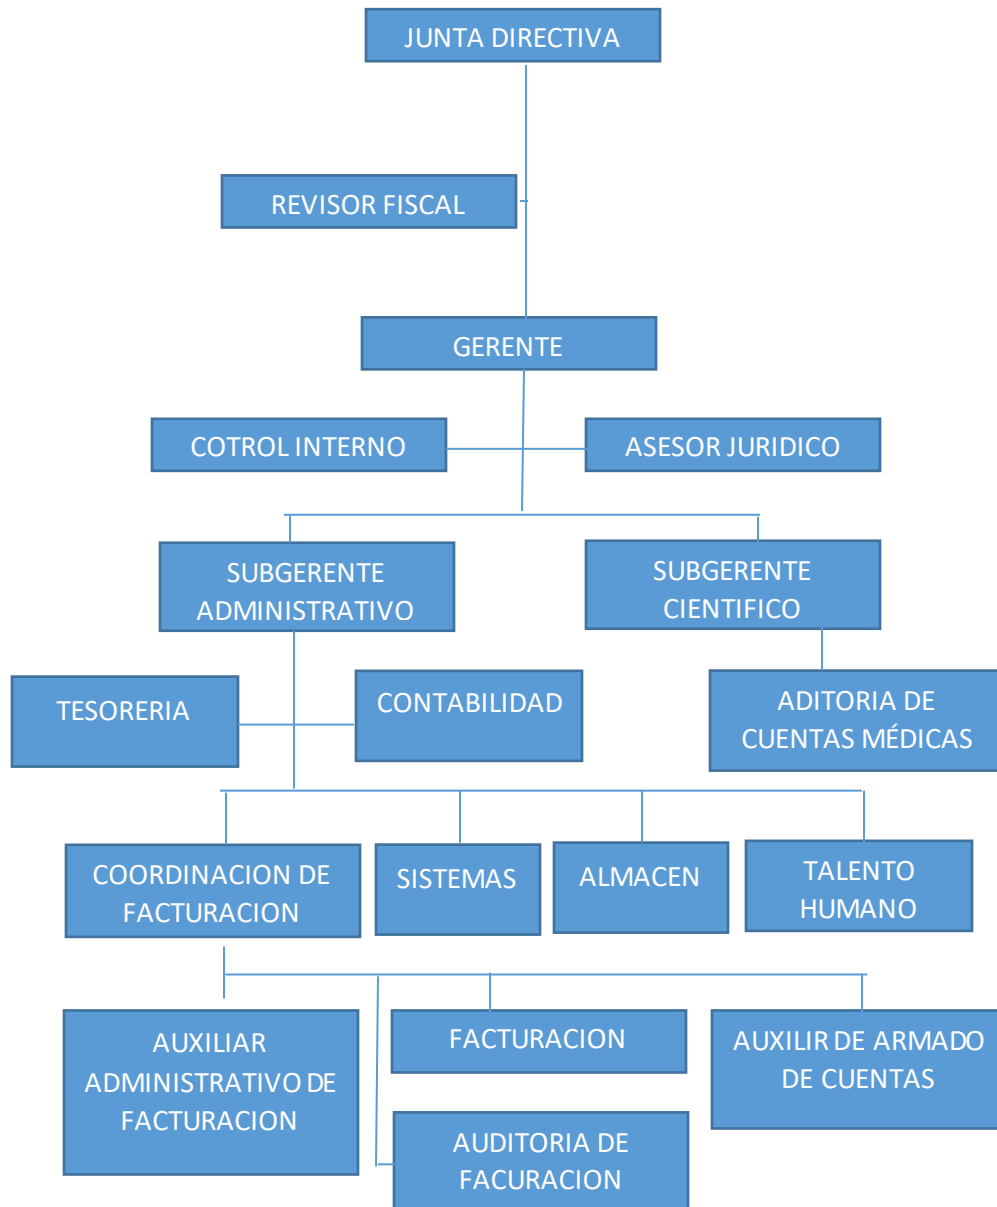 JUNTA DIRECTIVA
REVISOR FISCAL
GERENTE
COTROL INTERNO
ASESOR JURIDICO
SUBGERENTE
ADMINISTRATIVO
SUBGERENTE
CIENTIFICO
TESORERIA
CONTABILIDAD
ADITORIA DE
CUENTAS MÉDICAS
COORDINACION DE
FACTURACION
SISTEMAS
ALMACEN
TALENTO
HUMANO
AUXILIAR
ADMINISTRATIVO DE
FACTURACION
FACTURACION
AUXILIR DE ARMADO
DE CUENTAS
AUDITORIA DE
FACURACION